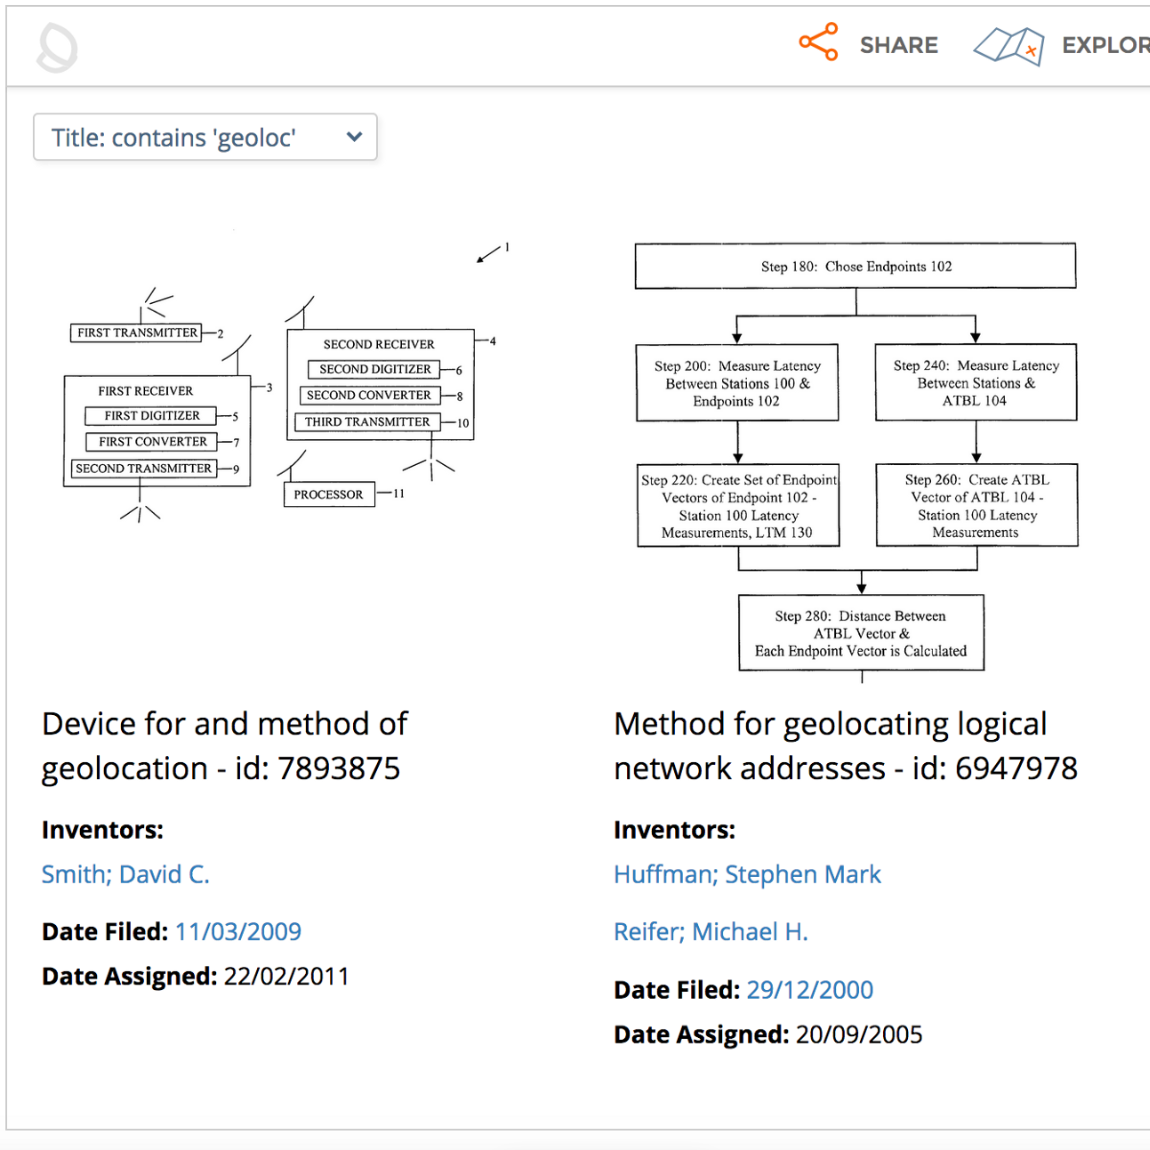 SHARE
EXPLOR
Title: contains 'geoloc'
1
FIRST TRANSMITTER 2
FIRST RECEIVER 3
FIRST DIGITIZER 5
FIRST CONVERTER 7
SECOND TRANSMITTER 9
SECOND RECEIVER 4
SECOND DIGITIZER 6
SECOND CONVERTER 8
THIRD TRANSMITTER 10
PROCESSOR 11
Device for and method of
geolocation - id: 7893875
Inventors:
Smith; David C.
Date Filed: 11/03/2009
Date Assigned: 22/02/2011
Step 180: Chose Endpoints 102
Step 200: Measure Latency
Between Stations 100 &
Endpoints 102
Step 240: Measure Latency
Between Stations &
ATBL 104
Step 220: Create Set of Endpoint
Vectors of Endpoint 102 -
Station 100 Latency
Measurements, LTM 130
Step 260: Create ATBL
Vector of ATBL 104 -
Station 100 Latency
Measurements
Step 280: Distance Between
ATBL Vector &
Each Endpoint Vector is Calculated
Method for geolocating logical
network addresses - id: 6947978
Inventors:
Huffman; Stephen Mark
Reifer; Michael H.
Date Filed: 29/12/2000
Date Assigned: 20/09/2005